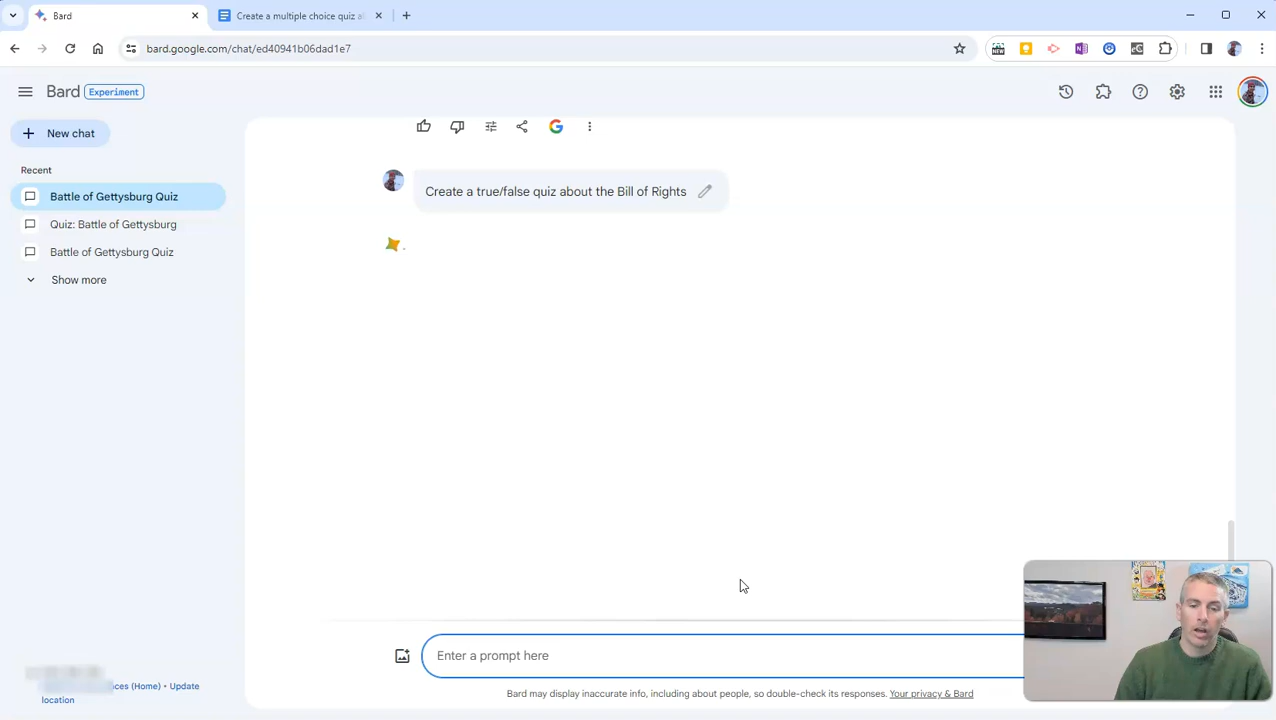 Bard
Create a multiple choice quiz a
bard.google.com/chat/ed40941b06dad1e7
NEW
Bard
Experiment
New chat
Recent
Battle of Gettysburg Quiz
Quiz: Battle of Gettysburg
Battle of Gettysburg Quiz
Show more
Create a true/false quiz about the Bill of Rights
Enter a prompt here
Bard may display inaccurate info, including about people, so double-check its responses. Your privacy & Bard
ces (Home) • Update
location